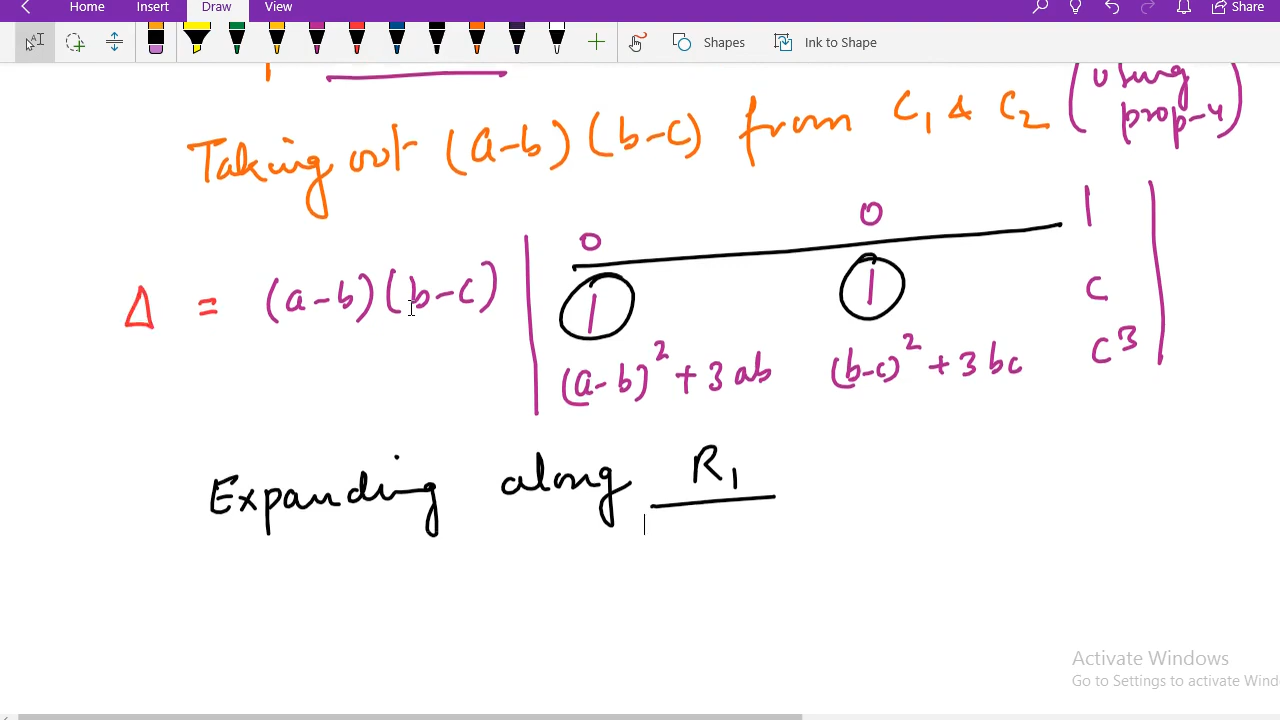 Home Insert Draw View Share
Shapes Ink to Shape
using
Taking out (a-b) (b-c) from C₁ & C₂ prop-4)
0 0 1
Δ = (a-b)(b-c) 1 1 c
(a-b)² + 3ab (b-c)² + 3bc c³
Expanding along R₁
Activate Windows
Go to Settings to activate Wind